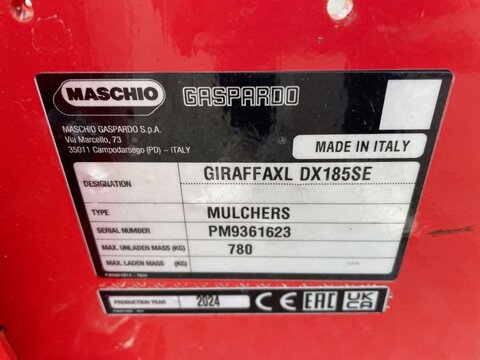 MASCHIO GASPARDO
MASCHIO GASPARDO S.p.A.
Via Marcello, 73
35011 Campodarsego (PD) – ITALY
MADE IN ITALY
DESIGNATION GIRAFFAXL DX185SE
TYPE MULCHERS
SERIAL NUMBER PM9361623
MAX. UNLADEN MASS (KG) 780
MAX. LADEN MASS (KG)
PRODUCTION YEAR 2024 CE EAC UK CA